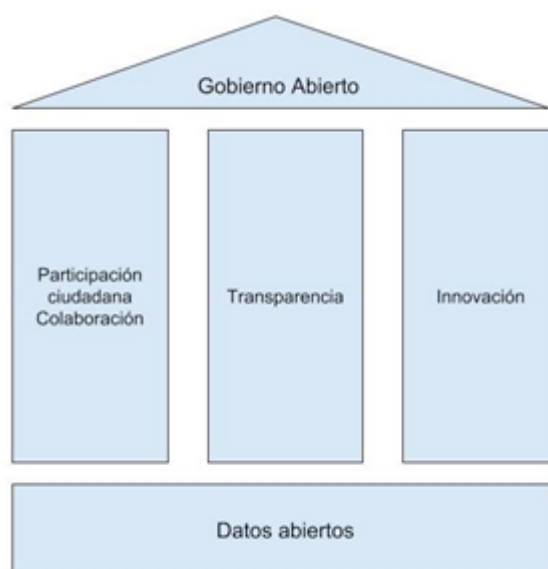 Gobierno Abierto
Participación
ciudadana
Colaboración
Transparencia
Innovación
Datos abiertos